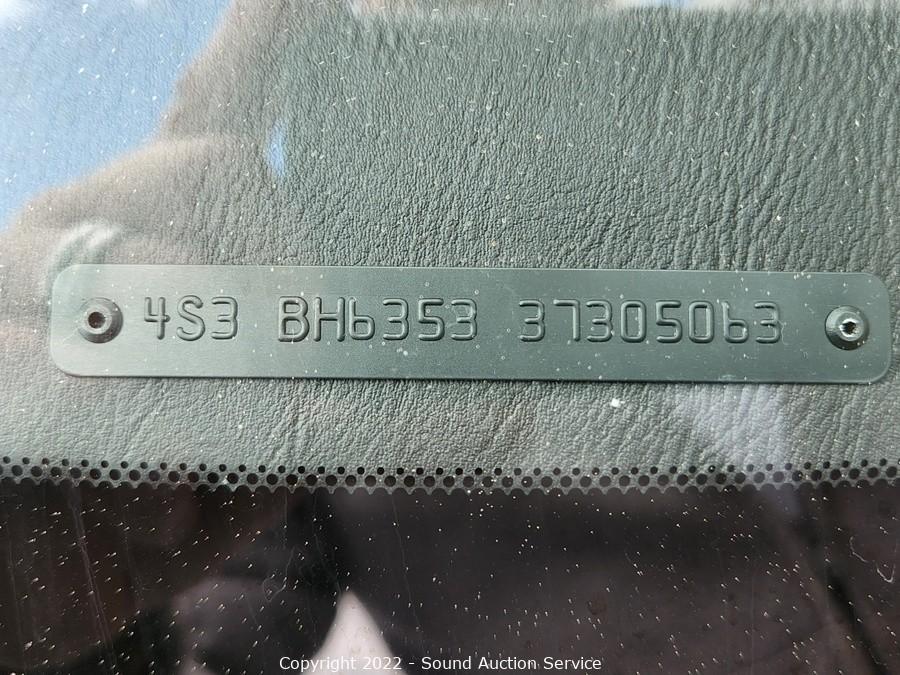 4S3 BH6353 37305063
Copyright 2022 - Sound Auction Service